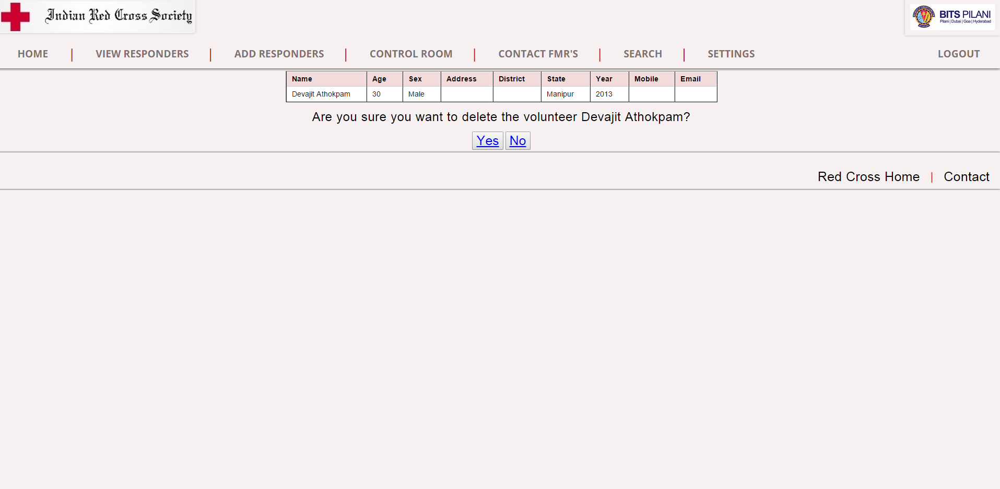 Indian Red Cross Society
BITS PILANI
Pilani | Dubai | Goa | Hyderabad
HOME | VIEW RESPONDERS | ADD RESPONDERS | CONTROL ROOM | CONTACT FMR'S | SEARCH | SETTINGS LOGOUT
Name Age Sex Address District State Year Mobile Email
Devajit Athokpam 30 Male Manipur 2013
Are you sure you want to delete the volunteer Devajit Athokpam?
Yes No
Red Cross Home | Contact